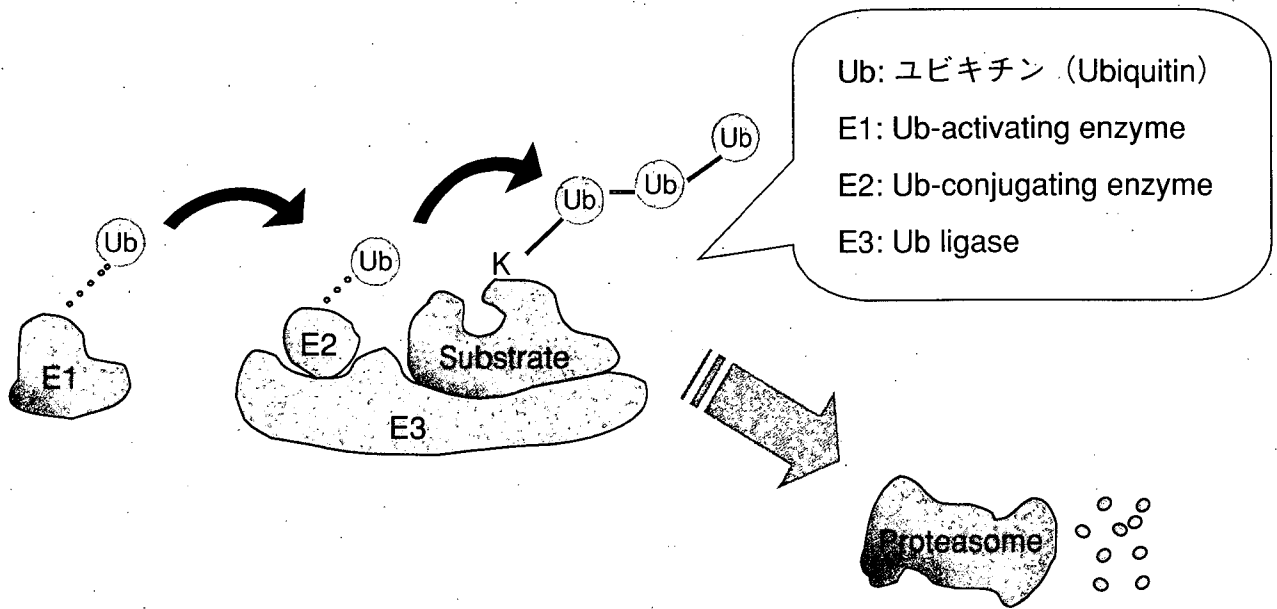 Ub: ユビキチン（Ubiquitin）
E1: Ub-activating enzyme
E2: Ub-conjugating enzyme
E3: Ub ligase
Ub
Ub
Ub
Ub
Ub
K
E1
E2
Substrate
E3
Proteasome